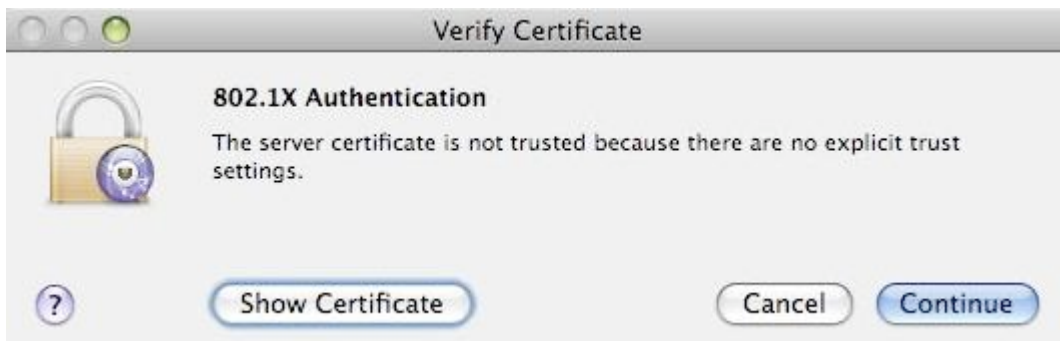 Verify Certificate
802.1X Authentication
The server certificate is not trusted because there are no explicit trust
settings.
?
Show Certificate
Cancel
Continue